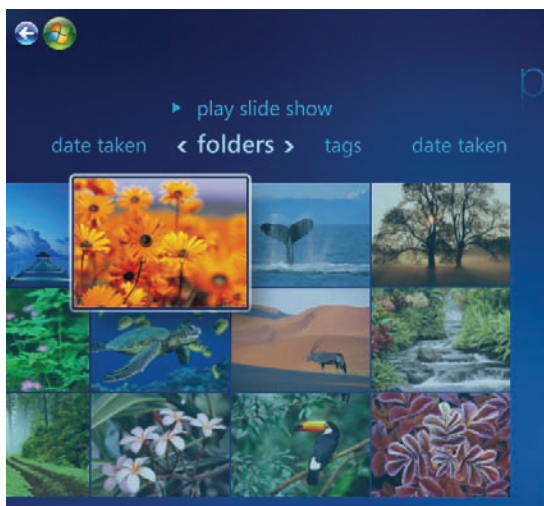 p
play slide show
date taken < folders > tags date taken